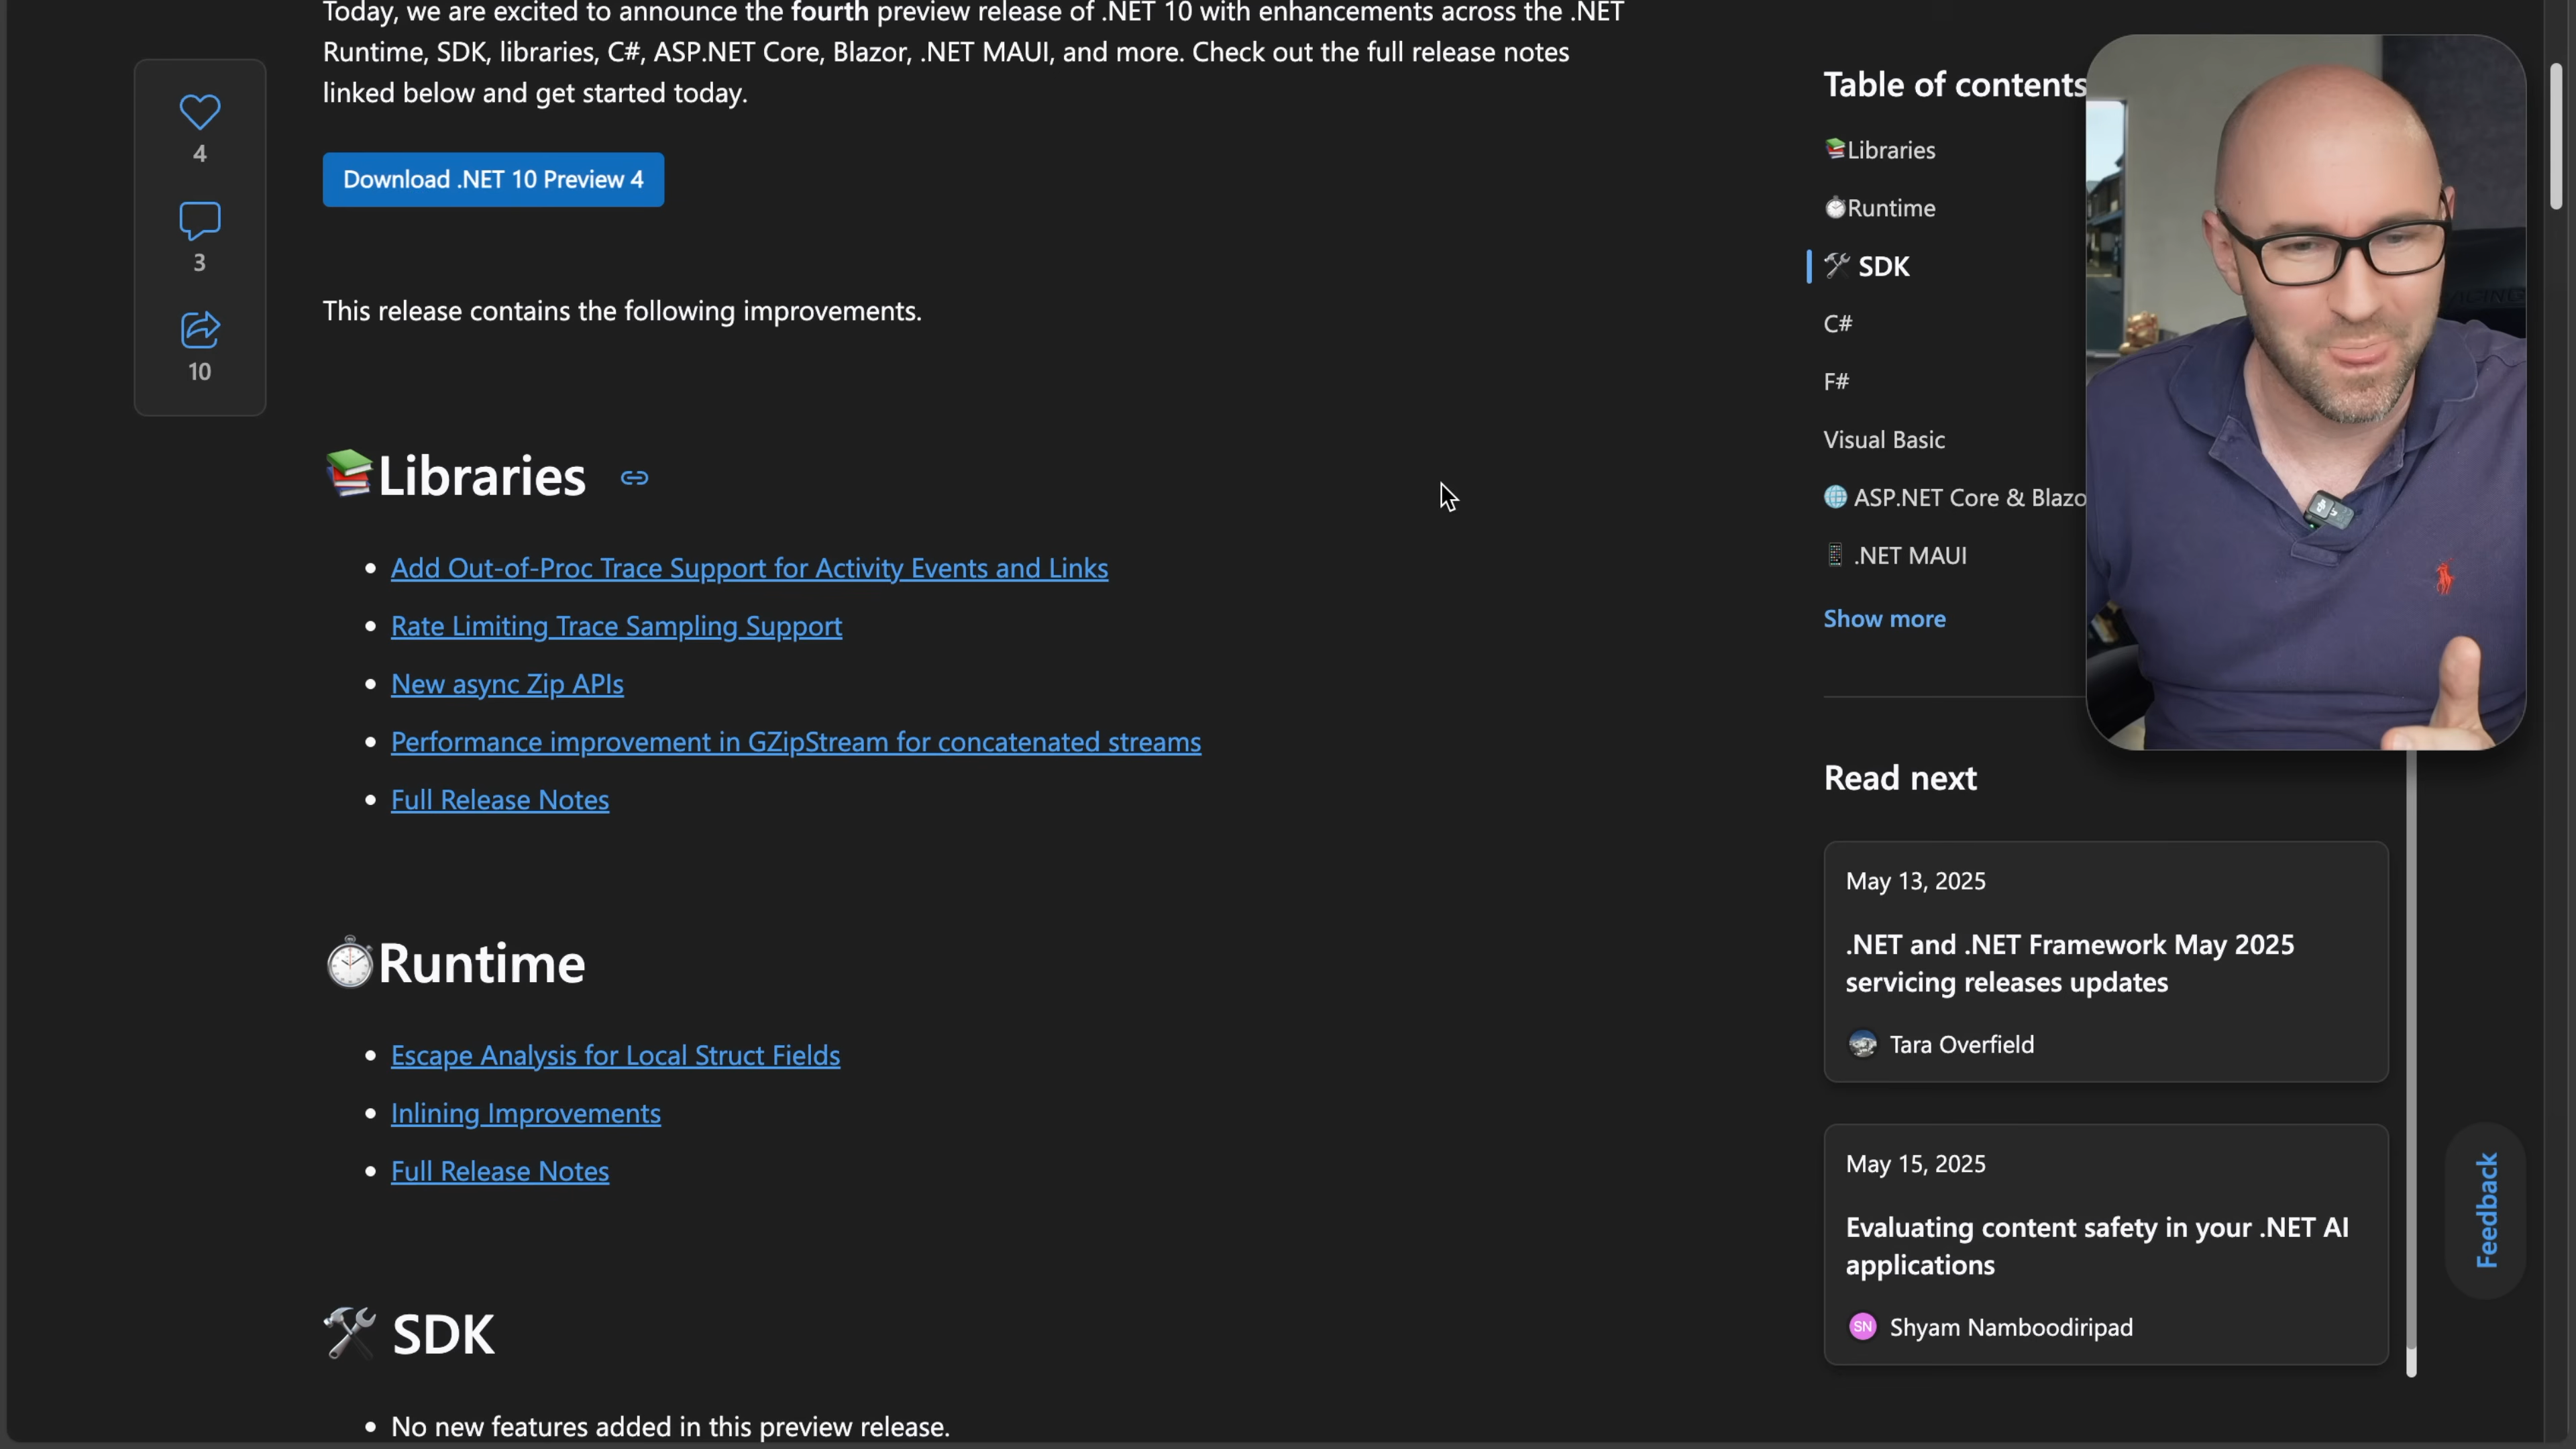 Today, we are excited to announce the fourth preview release of .NET 10 with enhancements across the .NET
Runtime, SDK, libraries, C#, ASP.NET Core, Blazor, .NET MAUI, and more. Check out the full release notes
linked below and get started today.
4
3
10
Download .NET 10 Preview 4
This release contains the following improvements.
📚Libraries
Add Out-of-Proc Trace Support for Activity Events and Links
Rate Limiting Trace Sampling Support
New async Zip APIs
Performance improvement in GZipStream for concatenated streams
Full Release Notes
⏱️Runtime
Escape Analysis for Local Struct Fields
Inlining Improvements
Full Release Notes
🛠️ SDK
No new features added in this preview release.
Table of contents
📚Libraries
⏱️Runtime
🛠️ SDK
C#
F#
Visual Basic
🌐 ASP.NET Core & Blazo
📱 .NET MAUI
Show more
Read next
May 13, 2025
.NET and .NET Framework May 2025
servicing releases updates
Tara Overfield
May 15, 2025
Evaluating content safety in your .NET AI
applications
SN Shyam Namboodiripad
Feedback